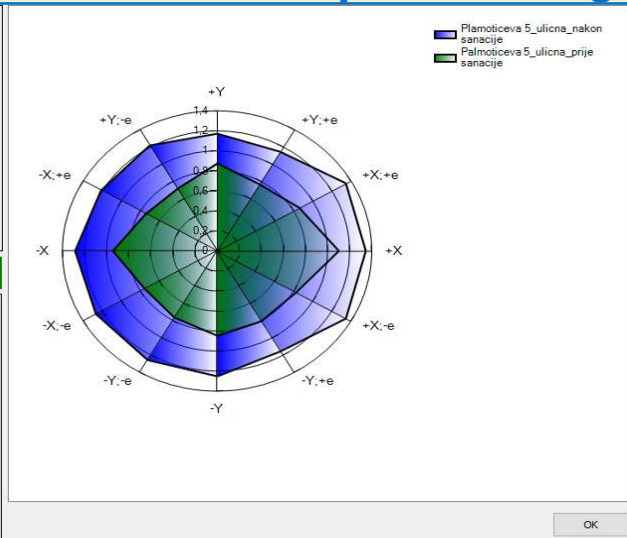 Plamoticeva 5_ulicna_nakon
sanacije
Palmoticeva 5_ulicna_prije
sanacije
+Y
+Y;-e
+Y;+e
-X;+e
+X;+e
-X
+X
-X;-e
+X;-e
-Y;-e
-Y;+e
-Y
1,4
1,2
1
0,8
0,6
0,4
0,2
0
OK